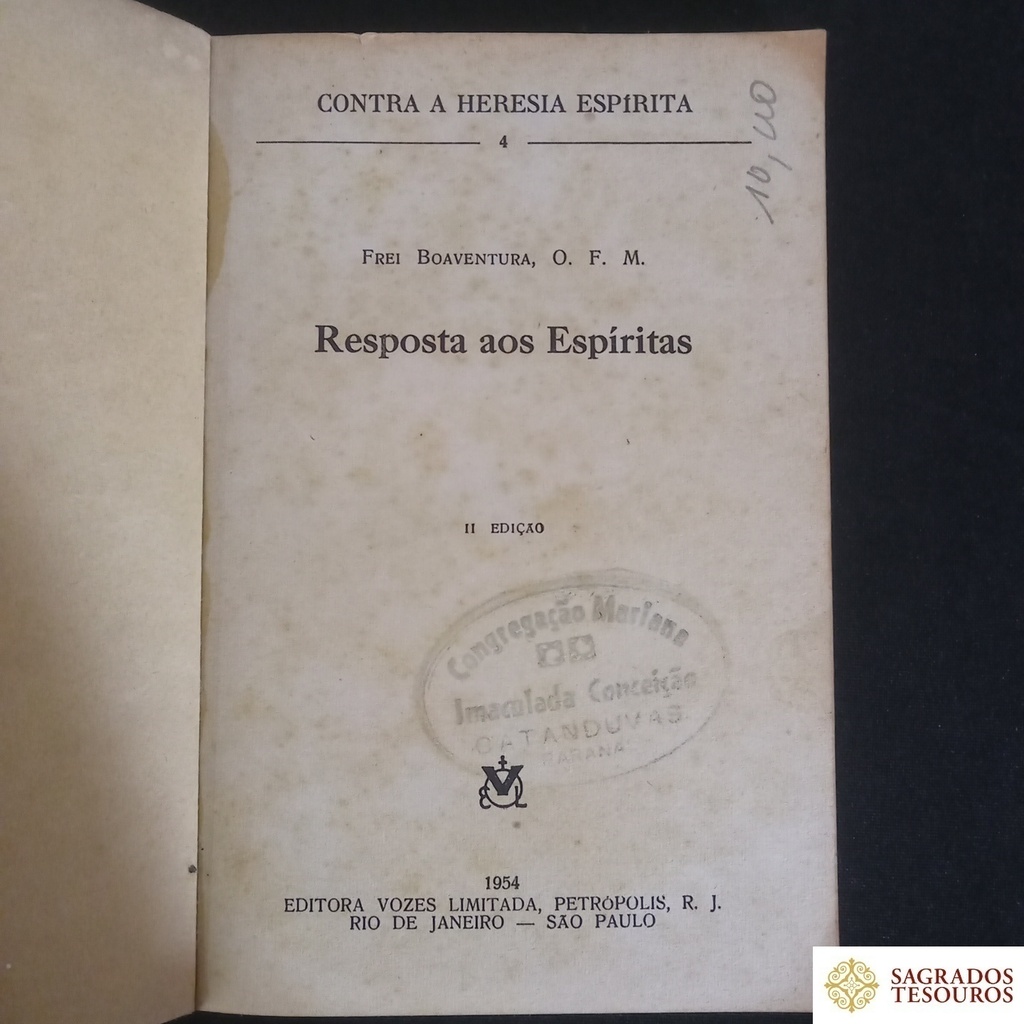 CONTRA A HERESIA ESPÍRITA
4
10,00
FREI BOAVENTURA, O. F. M.
Resposta aos Espíritas
II EDIÇÃO
Congregação Mariana
Imaculada Conceição
CATANDUVAS
PARANÁ
1954
EDITORA VOZES LIMITADA, PETRÓPOLIS, R. J.
RIO DE JANEIRO — SÃO PAULO
SAGRADOS
TESOUROS